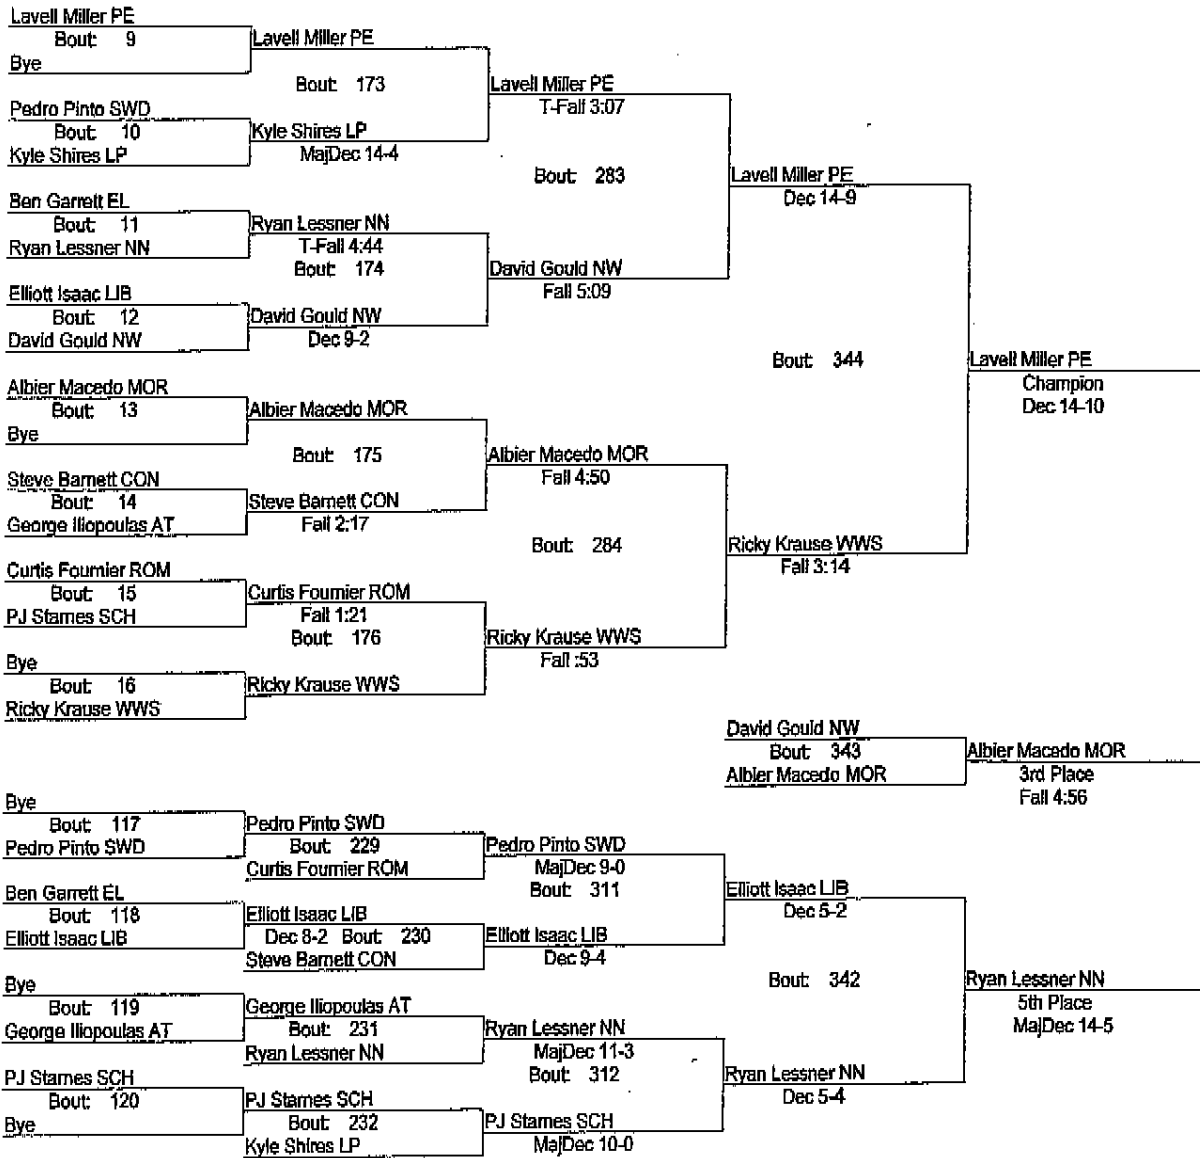 Lavell Miller PE
Bout: 9
Bye
Lavell Miller PE
Bout: 173
Pedro Pinto SWD
Bout: 10
Kyle Shires LP
Kyle Shires LP
MajDec 14-4
Lavell Miller PE
T-Fall 3:07
Bout: 283
Ben Garrett EL
Bout: 11
Ryan Lessner NN
Ryan Lessner NN
T-Fall 4:44
Bout: 174
Elliott Isaac LIB
Bout: 12
David Gould NW
David Gould NW
Dec 9-2
David Gould NW
Fall 5:09
Lavell Miller PE
Dec 14-9
Bout: 344
Albier Macedo MOR
Bout: 13
Bye
Albier Macedo MOR
Bout: 175
Steve Barnett CON
Bout: 14
George Iliopoulas AT
Steve Barnett CON
Fall 2:17
Albier Macedo MOR
Fall 4:50
Bout: 284
Curtis Fournier ROM
Bout: 15
PJ Starnes SCH
Curtis Fournier ROM
Fall 1:21
Bout: 176
Bye
Bout: 16
Ricky Krause WWS
Ricky Krause WWS
Ricky Krause WWS
Fall :53
Ricky Krause WWS
Fall 3:14
Lavell Miller PE
Champion
Dec 14-10
David Gould NW
Bout: 343
Albier Macedo MOR
Albier Macedo MOR
3rd Place
Fall 4:56
Bye
Bout: 117
Pedro Pinto SWD
Pedro Pinto SWD
Bout: 229
Curtis Fournier ROM
Pedro Pinto SWD
MajDec 9-0
Bout: 311
Ben Garrett EL
Bout: 118
Elliott Isaac LIB
Elliott Isaac LIB
Dec 8-2 Bout: 230
Steve Barnett CON
Elliott Isaac LIB
Dec 9-4
Elliott Isaac LIB
Dec 5-2
Bout: 342
Bye
Bout: 119
George Iliopoulas AT
George Iliopoulas AT
Bout: 231
Ryan Lessner NN
Ryan Lessner NN
MajDec 11-3
Bout: 312
PJ Starnes SCH
Bout: 120
Bye
PJ Starnes SCH
Bout: 232
Kyle Shires LP
PJ Starnes SCH
MajDec 10-0
Ryan Lessner NN
Dec 5-4
Ryan Lessner NN
5th Place
MajDec 14-5